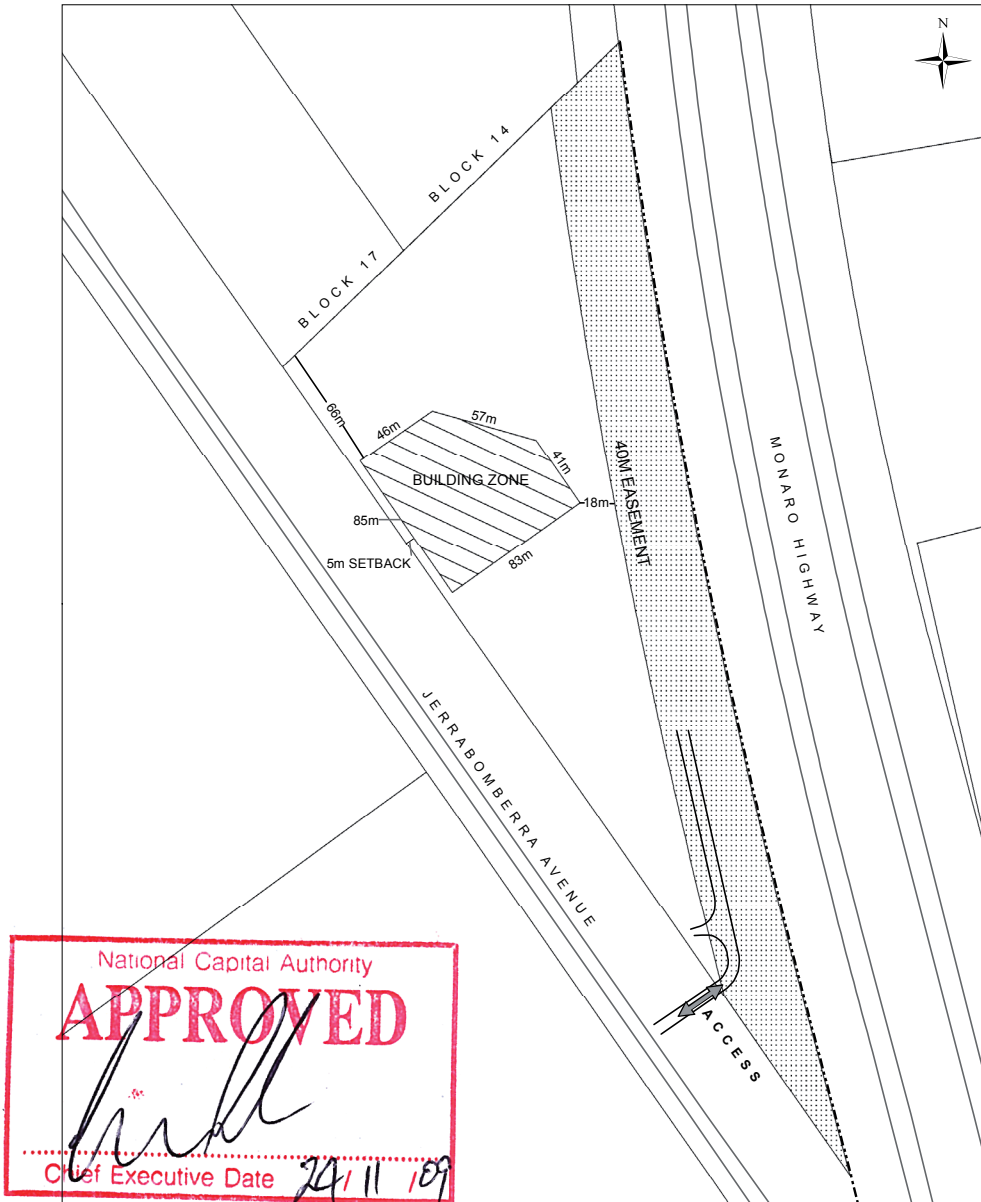 N
BLOCK 14
BLOCK 17
66m
46m
57m
41m
BUILDING ZONE
18m
40M EASEMENT
85m
5m SETBACK
83m
MONARO HIGHWAY
JERRABOMBERRA AVENUE
ACCESS
National Capital Authority
APPROVED
Chief Executive Date 24/ 11 /09